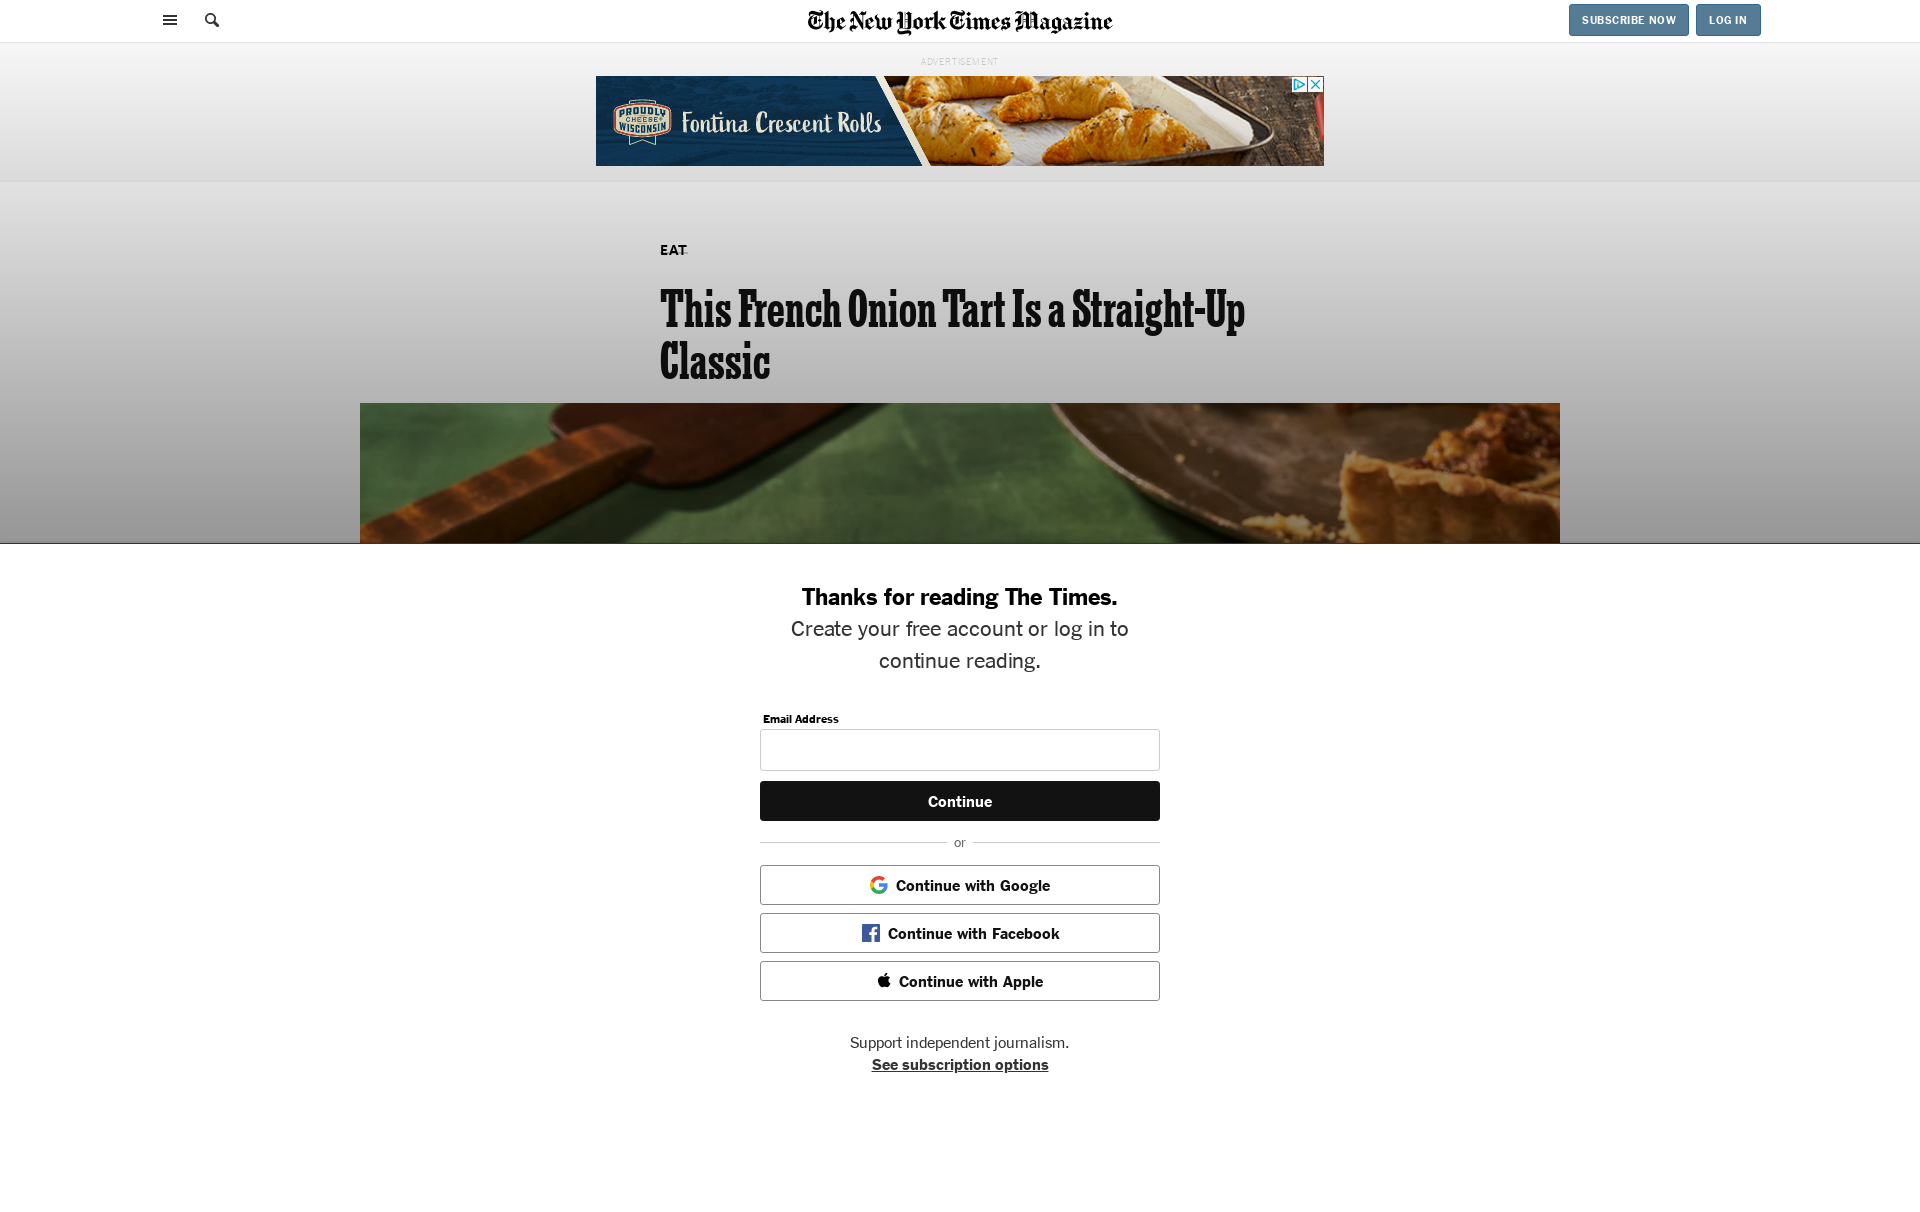 The New York Times Magazine
SUBSCRIBE NOW
LOG IN
ADVERTISEMENT
PROUDLY
WISCONSIN
CHEESE
Fontina Crescent Rolls
EAT
This French Onion Tart Is a Straight-Up
Classic
Thanks for reading The Times.
Create your free account or log in to
continue reading.
Email Address
Continue
or
Continue with Google
Continue with Facebook
Continue with Apple
Support independent journalism.
See subscription options